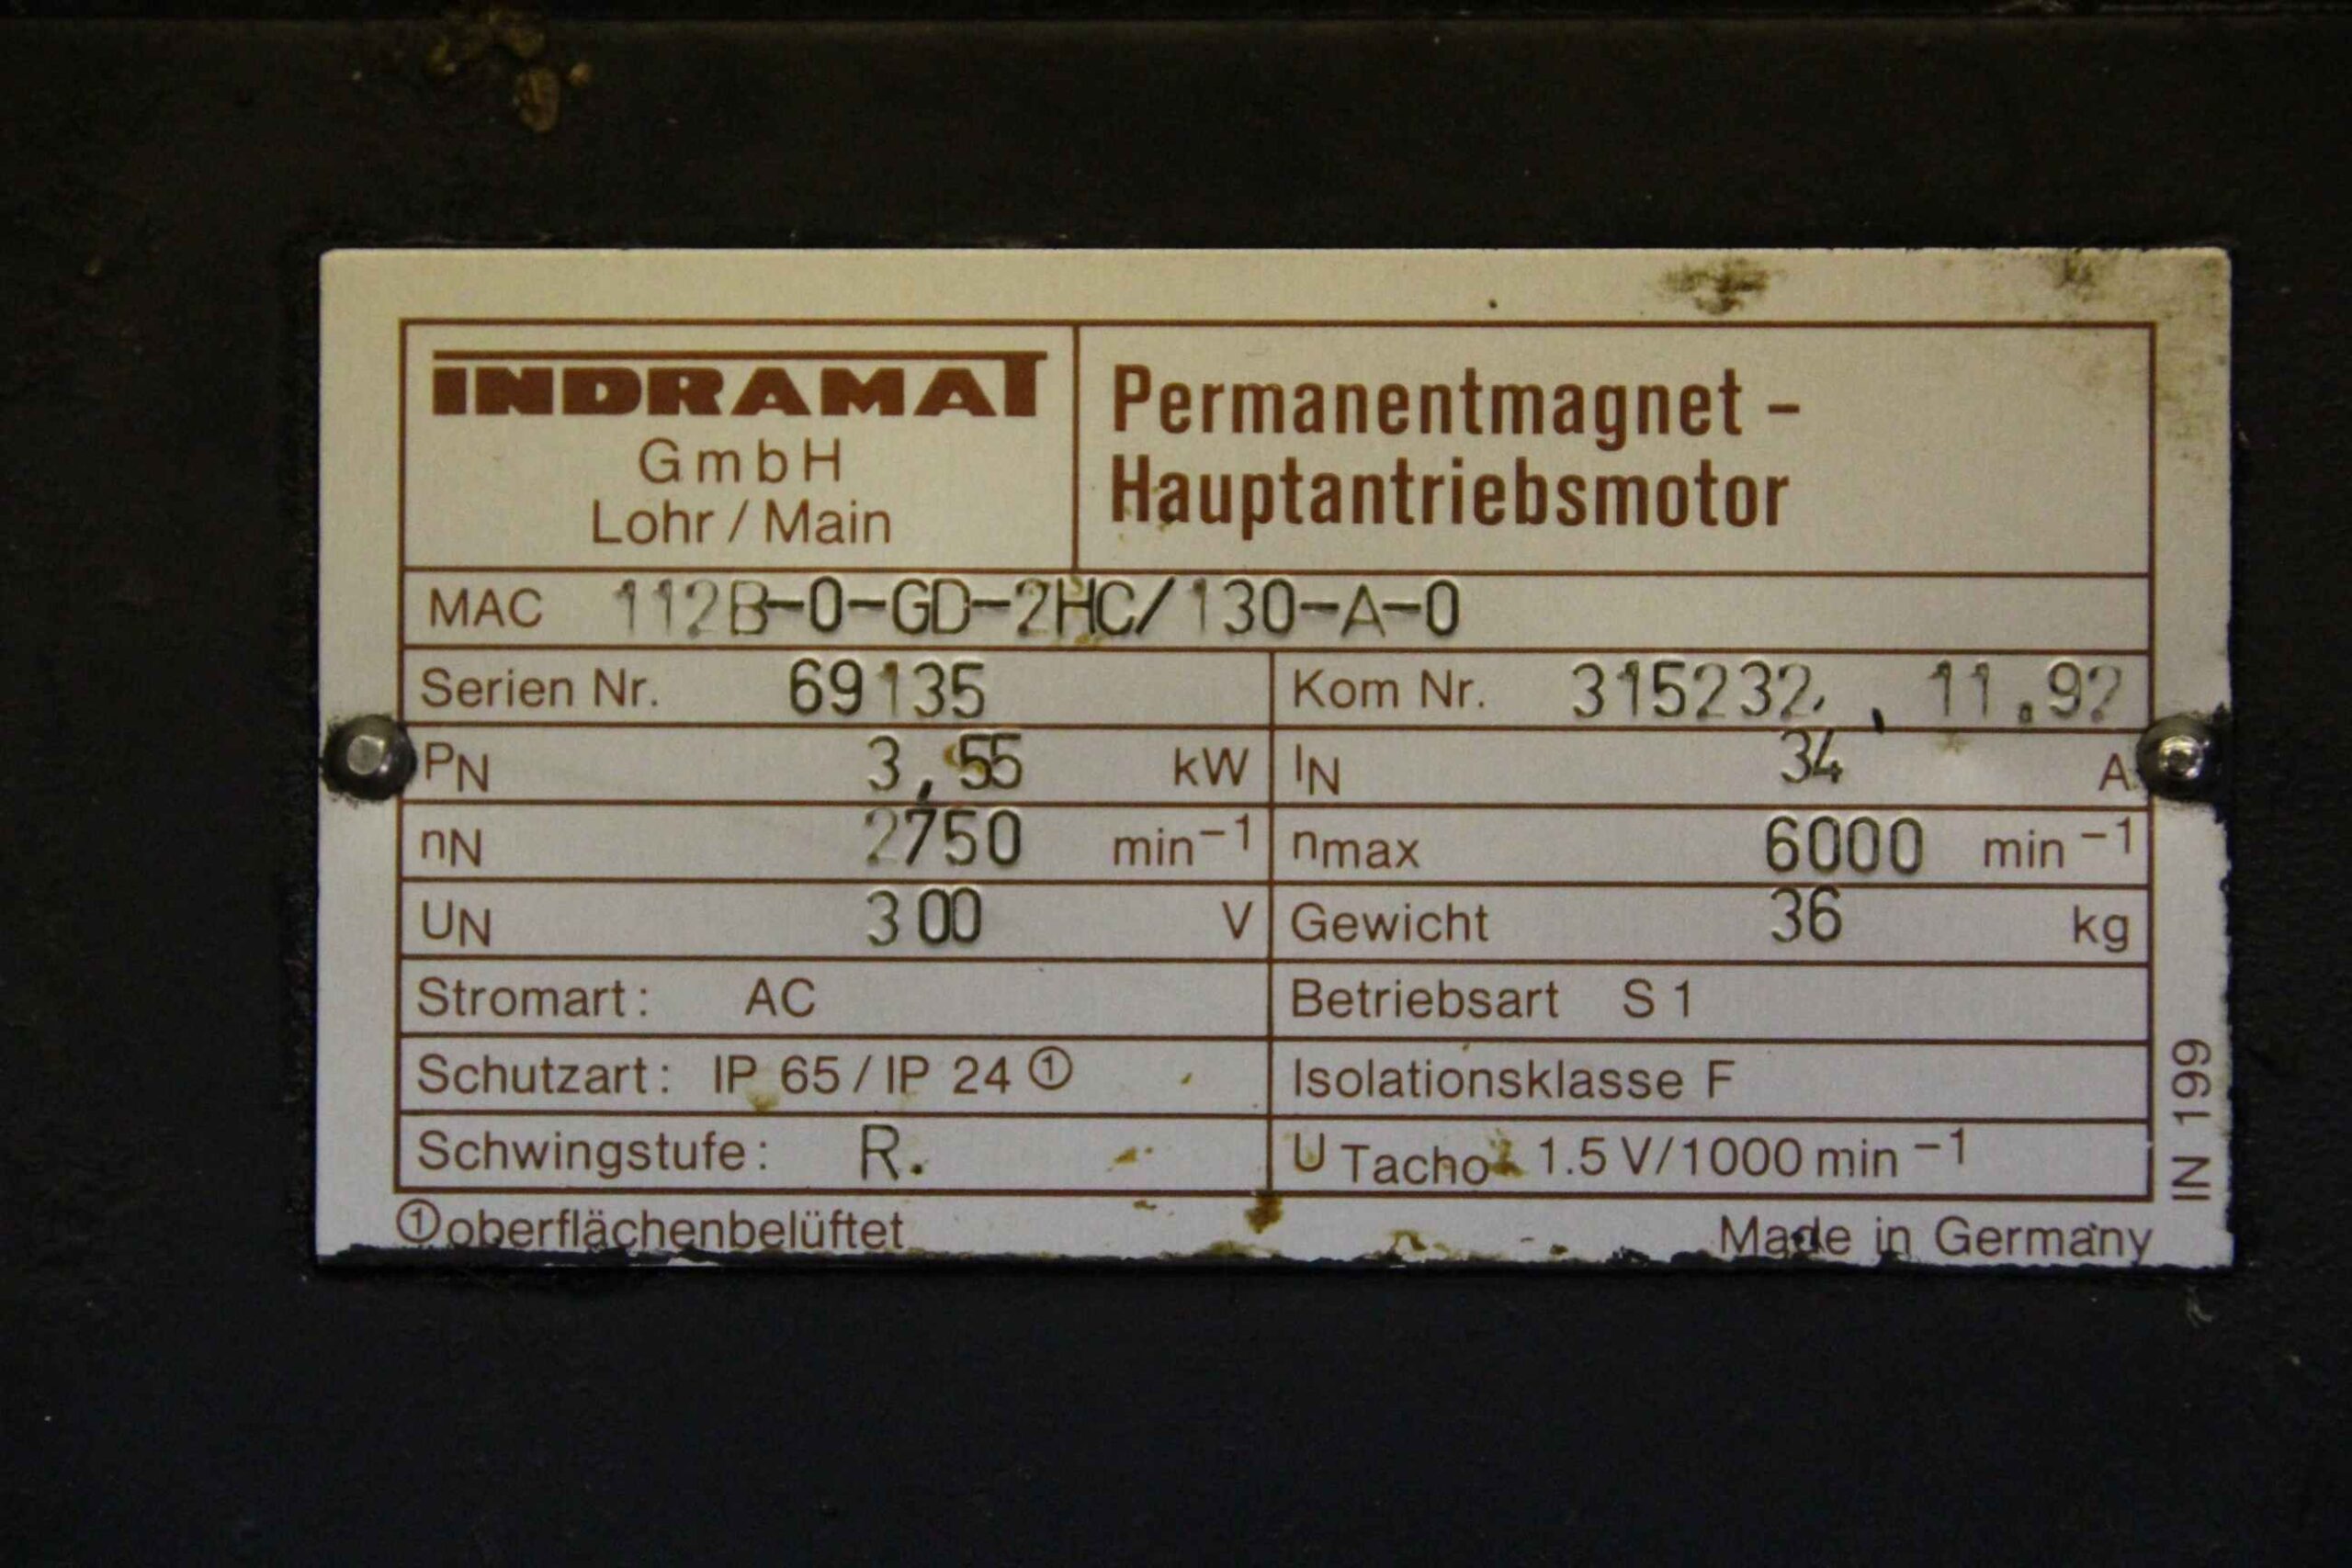 INDRAMAT
GmbH
Lohr / Main
Permanentmagnet -
Hauptantriebsmotor
MAC 112B-0-GD-2HC/130-A-0
Serien Nr. 69135 Kom Nr. 315232, 11.92
PN 3,55 kW IN 34 A
nN 2750 min⁻¹ nmax 6000 min⁻¹
UN 300 V Gewicht 36 kg
Stromart: AC Betriebsart S 1
Schutzart: IP 65 / IP 24 ① Isolationsklasse F
Schwingstufe: R. U Tacho 1.5 V/1000 min⁻¹
① oberflächenbelüftet Made in Germany
IN 199